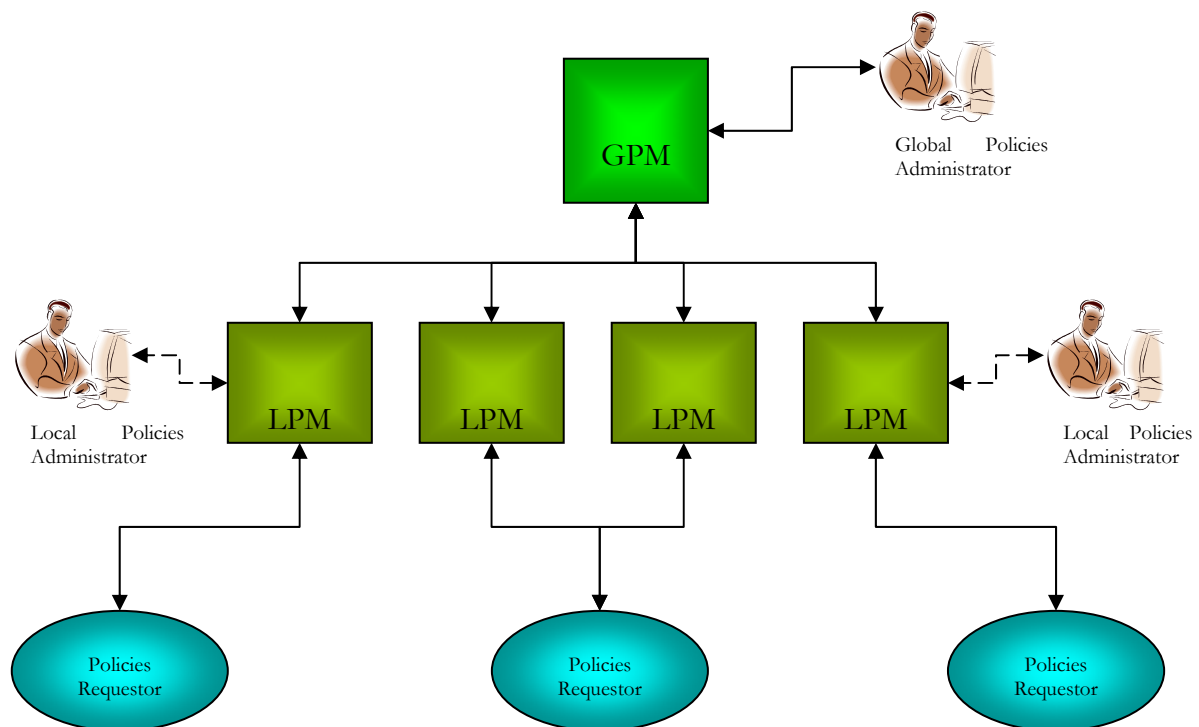 GPM
Global Policies
Administrator
LPM
LPM
LPM
LPM
Local Policies
Administrator
Local Policies
Administrator
Policies
Requestor
Policies
Requestor
Policies
Requestor